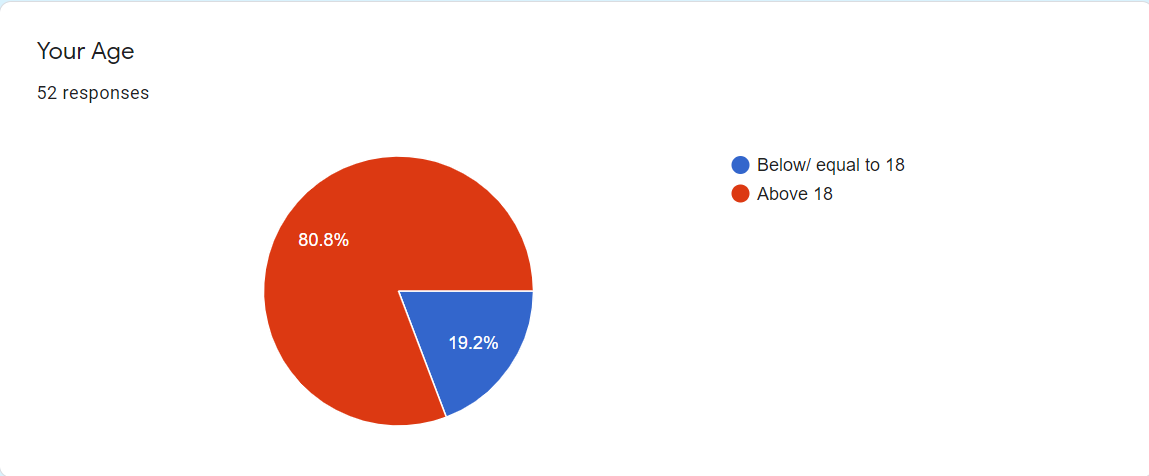 Your Age
52 responses
Below/ equal to 18
Above 18
80.8%
19.2%